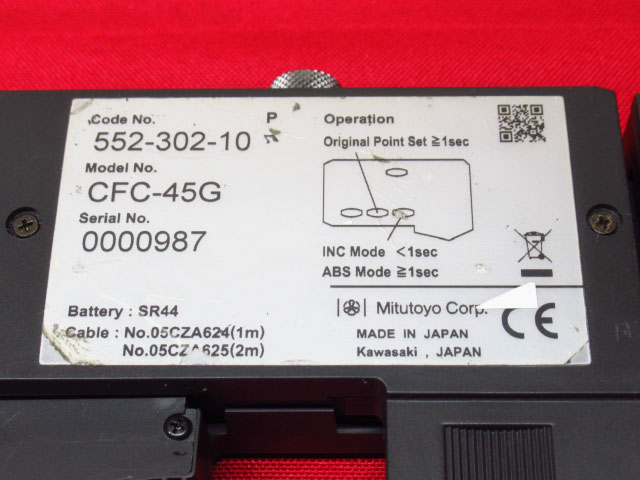 Code No.
P
552-302-10
Model No.
CFC-45G
Serial No.
0000987
Battery : SR44
Cable : No.05CZA624(1m)
No.05CZA625(2m)
Operation
Original Point Set ≧1sec
INC Mode <1sec
ABS Mode ≧1sec
Mitutoyo Corp.
MADE IN JAPAN
Kawasaki , JAPAN
CE